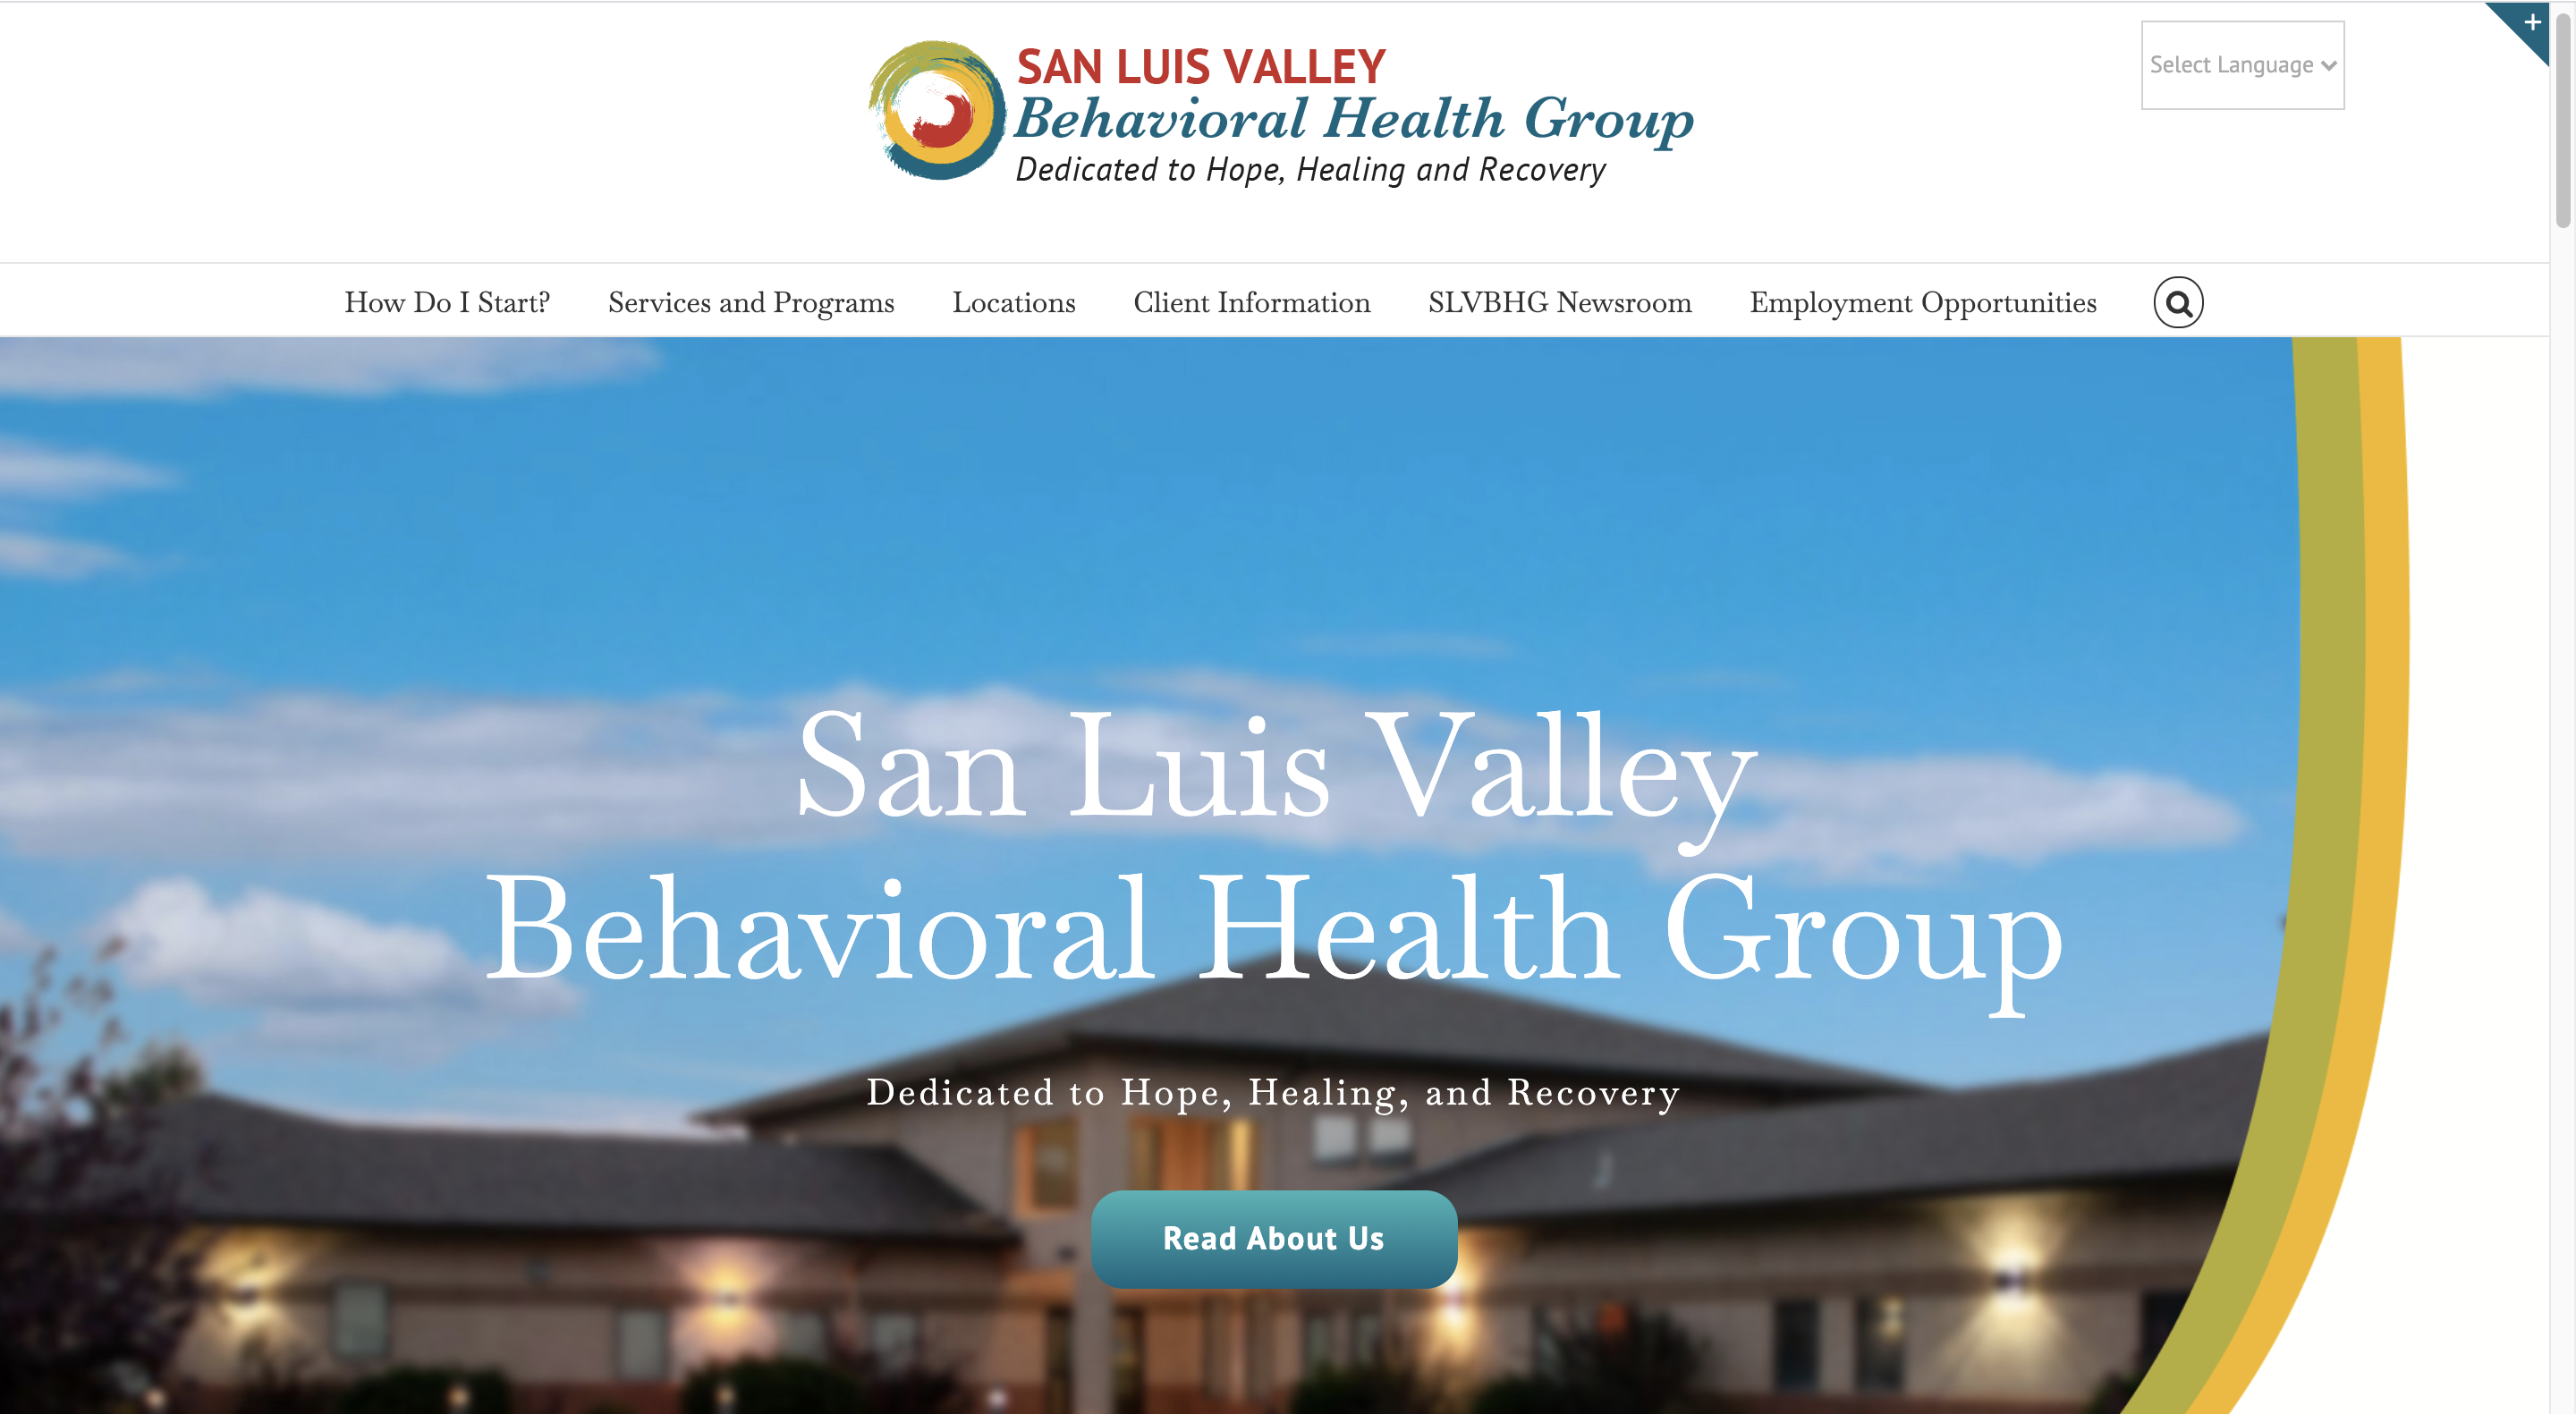 SAN LUIS VALLEY
Behavioral Health Group
Dedicated to Hope, Healing and Recovery
Select Language
How Do I Start? Services and Programs Locations Client Information SLVBHG Newsroom Employment Opportunities
San Luis Valley
Behavioral Health Group
Dedicated to Hope, Healing, and Recovery
Read About Us